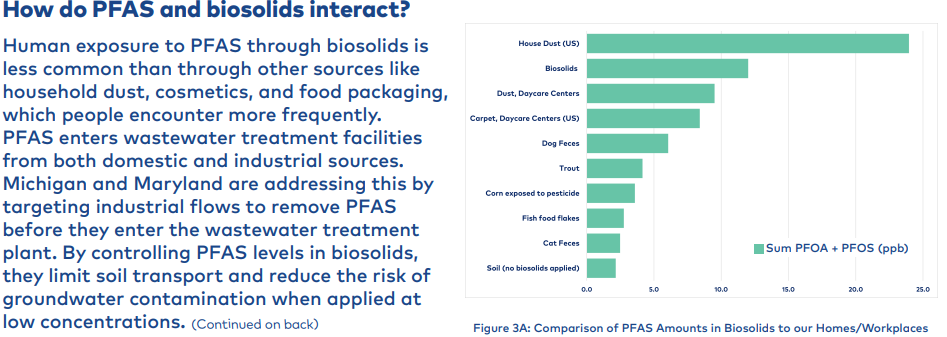 How do PFAS and biosolids interact?
Human exposure to PFAS through biosolids is
less common than through other sources like
household dust, cosmetics, and food packaging,
which people encounter more frequently.
PFAS enters wastewater treatment facilities
from both domestic and industrial sources.
Michigan and Maryland are addressing this by
targeting industrial flows to remove PFAS
before they enter the wastewater treatment
plant. By controlling PFAS levels in biosolids,
they limit soil transport and reduce the risk of
groundwater contamination when applied at
low concentrations. (Continued on back)
House Dust (US)
Biosolids
Dust, Daycare Centers
Carpet, Daycare Centers (US)
Dog Feces
Trout
Corn exposed to pesticide
Fish food flakes
Cat Feces
Soil (no biosolids applied)
Sum PFOA + PFOS (ppb)
0.0 5.0 10.0 15.0 20.0 25.0
Figure 3A: Comparison of PFAS Amounts in Biosolids to our Homes/Workplaces